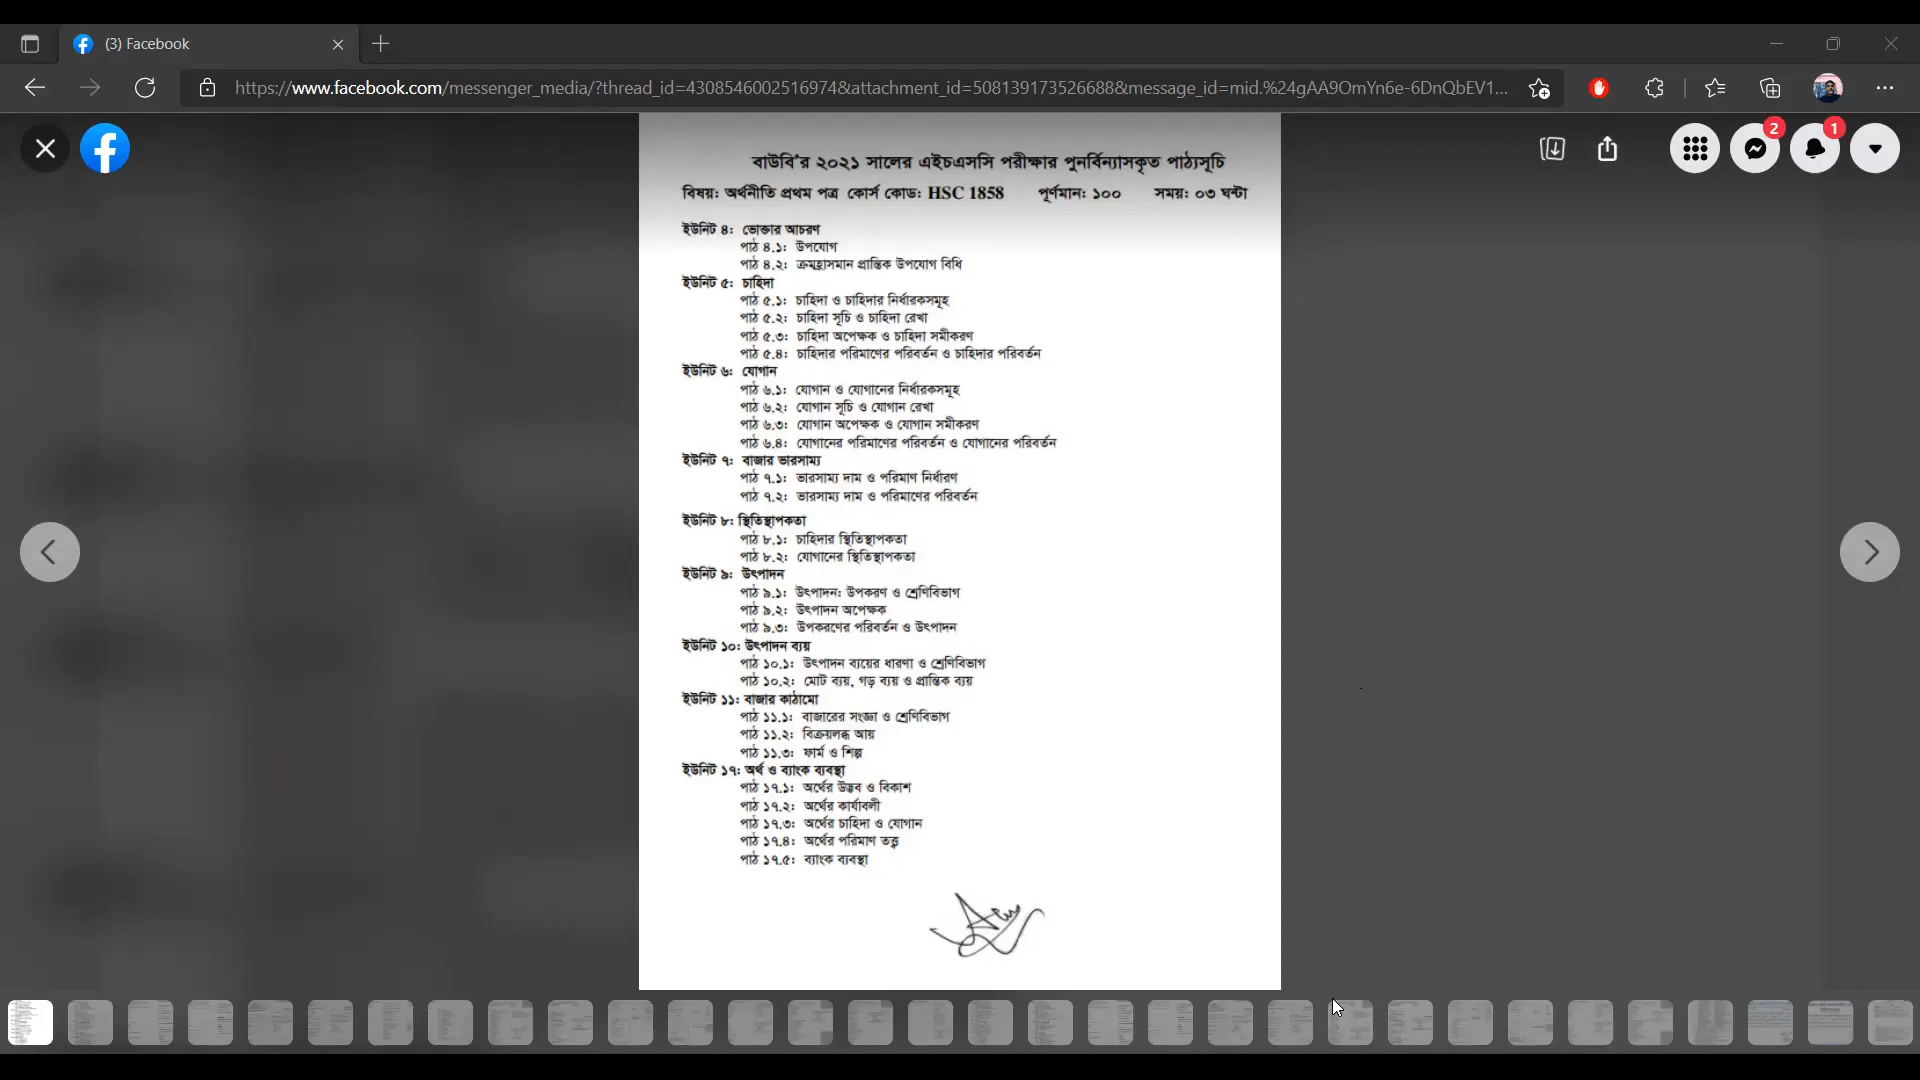 (3) Facebook
https://www.facebook.com/messenger_media/?thread_id=4308546002516974&attachment_id=508139173526688&message_id=mid.%24gAA9OmYn6e-6DnQbEV1...
2
1
বাউবি'র ২০২১ সালের এইচএসসি পরীক্ষার পুনর্বিন্যাসকৃত পাঠ্যসূচি
বিষয়: অর্থনীতি প্রথম পত্র কোর্স কোড: HSC 1858 পূর্ণমান: ১০০ সময়: ০৩ ঘন্টা
ইউনিট ৪: ভোক্তার আচরণ
পাঠ ৪.১: উপযোগ
পাঠ ৪.২: ক্রমহ্রাসমান প্রান্তিক উপযোগ বিধি
ইউনিট ৫: চাহিদা
পাঠ ৫.১: চাহিদা ও চাহিদার নির্ধারকসমূহ
পাঠ ৫.২: চাহিদা সূচি ও চাহিদা রেখা
পাঠ ৫.৩: চাহিদা অপেক্ষক ও চাহিদা সমীকরণ
পাঠ ৫.৪: চাহিদার পরিমাণের পরিবর্তন ও চাহিদার পরিবর্তন
ইউনিট ৬: যোগান
পাঠ ৬.১: যোগান ও যোগানের নির্ধারকসমূহ
পাঠ ৬.২: যোগান সূচি ও যোগান রেখা
পাঠ ৬.৩: যোগান অপেক্ষক ও যোগান সমীকরণ
পাঠ ৬.৪: যোগানের পরিমাণের পরিবর্তন ও যোগানের পরিবর্তন
ইউনিট ৭: বাজার ভারসাম্য
পাঠ ৭.১: ভারসাম্য দাম ও পরিমাণ নির্ধারণ
পাঠ ৭.২: ভারসাম্য দাম ও পরিমাণের পরিবর্তন
ইউনিট ৮: স্থিতিস্থাপকতা
পাঠ ৮.১: চাহিদার স্থিতিস্থাপকতা
পাঠ ৮.২: যোগানের স্থিতিস্থাপকতা
ইউনিট ৯: উৎপাদন
পাঠ ৯.১: উৎপাদন: উপকরণ ও শ্রেণিবিভাগ
পাঠ ৯.২: উৎপাদন অপেক্ষক
পাঠ ৯.৩: উপকরণের পরিবর্তন ও উৎপাদন
ইউনিট ১০: উৎপাদন ব্যয়
পাঠ ১০.১: উৎপাদন ব্যয়ের ধারণা ও শ্রেণিবিভাগ
পাঠ ১০.২: মোট ব্যয়, গড় ব্যয় ও প্রান্তিক ব্যয়
ইউনিট ১১: বাজার কাঠামো
পাঠ ১১.১: বাজারের সংজ্ঞা ও শ্রেণিবিভাগ
পাঠ ১১.২: বিক্রয়লব্ধ আয়
পাঠ ১১.৩: ফার্ম ও শিল্প
ইউনিট ১৭: অর্থ ও ব্যাংক ব্যবস্থা
পাঠ ১৭.১: অর্থের উদ্ভব ও বিকাশ
পাঠ ১৭.২: অর্থের কার্যাবলী
পাঠ ১৭.৩: অর্থের চাহিদা ও যোগান
পাঠ ১৭.৪: অর্থের পরিমাণ তত্ত্ব
পাঠ ১৭.৫: ব্যাংক ব্যবস্থা